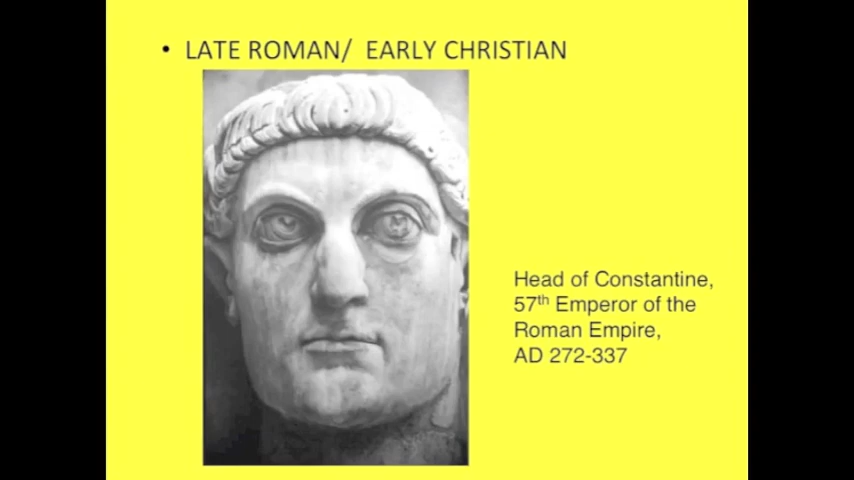 • LATE ROMAN/ EARLY CHRISTIAN
Head of Constantine,
57th Emperor of the
Roman Empire,
AD 272-337